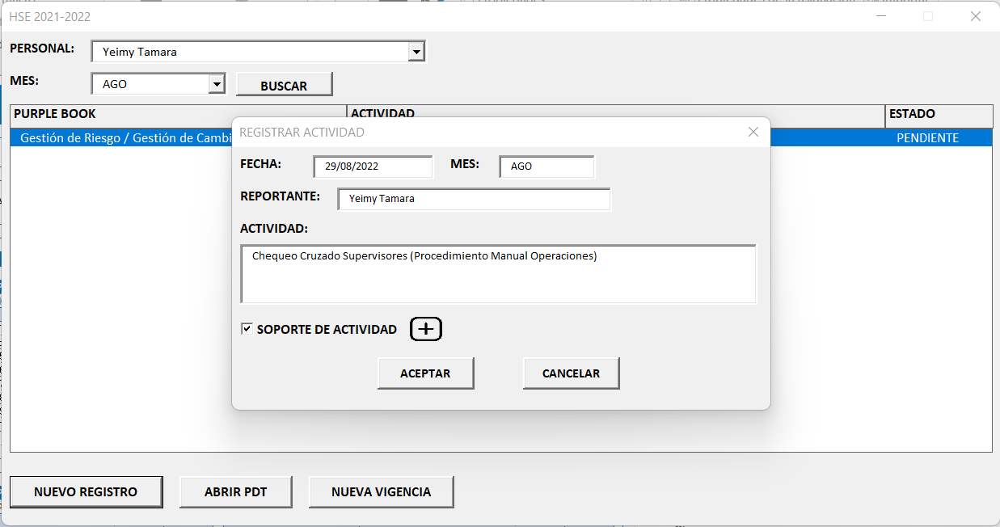 HSE 2021-2022
PERSONAL: Yeimy Tamara
MES: AGO BUSCAR
PURPLE BOOK ACTIVIDAD ESTADO
Gestión de Riesgo / Gestión de Cambi PENDIENTE
REGISTRAR ACTIVIDAD
FECHA: 29/08/2022 MES: AGO
REPORTANTE: Yeimy Tamara
ACTIVIDAD:
Chequeo Cruzado Supervisores (Procedimiento Manual Operaciones)
SOPORTE DE ACTIVIDAD
ACEPTAR CANCELAR
NUEVO REGISTRO ABRIR PDT NUEVA VIGENCIA